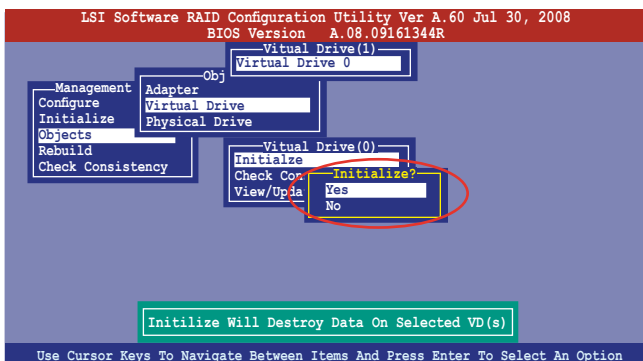 LSI Software RAID Configuration Utility Ver A.60 Jul 30, 2008
BIOS Version A.08.09161344R
Vitual Drive(1)
Virtual Drive 0
Obj
Adapter
Virtual Drive
Physical Drive
Management
Configure
Initialize
Objects
Rebuild
Check Consistency
Vitual Drive(0)
Initialze
Check Con
View/Upda
Initialize?
Yes
No
Initilize Will Destroy Data On Selected VD(s)
Use Cursor Keys To Navigate Between Items And Press Enter To Select An Option